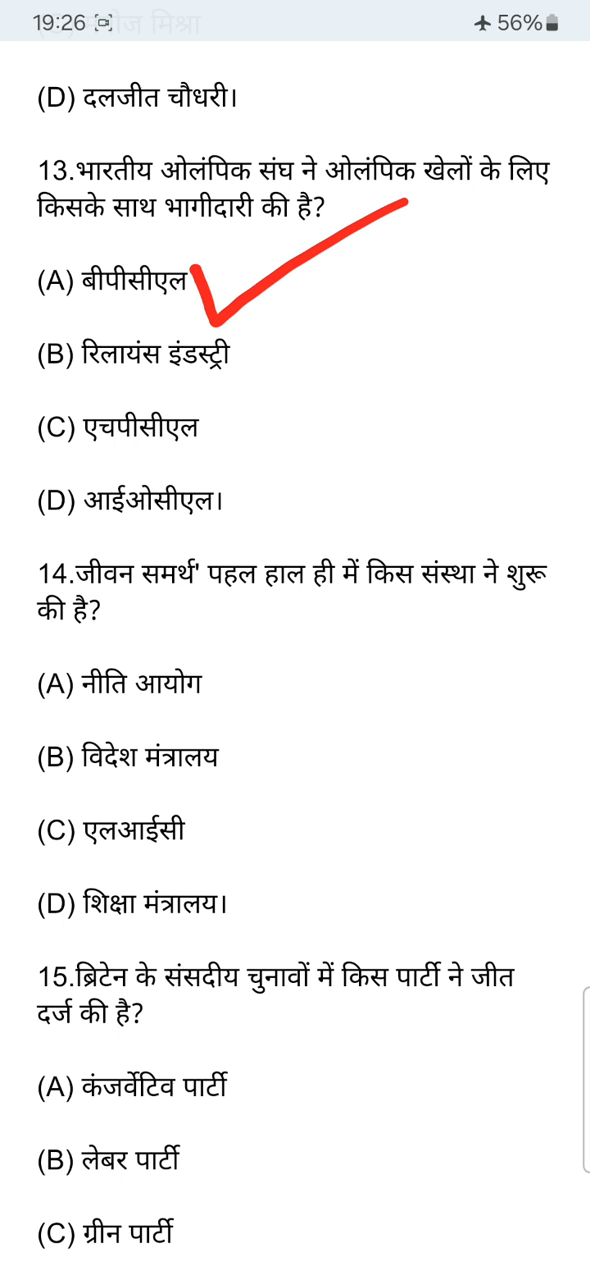 19:26
56%
मिश्रा
(D) दलजीत चौधरी।
13.भारतीय ओलंपिक संघ ने ओलंपिक खेलों के लिए
किसके साथ भागीदारी की है?
(A) बीपीसीएल
(B) रिलायंस इंडस्ट्री
(C) एचपीसीएल
(D) आईओसीएल।
14.जीवन समर्थ' पहल हाल ही में किस संस्था ने शुरू
की है?
(A) नीति आयोग
(B) विदेश मंत्रालय
(C) एलआईसी
(D) शिक्षा मंत्रालय।
15.ब्रिटेन के संसदीय चुनावों में किस पार्टी ने जीत
दर्ज की है?
(A) कंजर्वेटिव पार्टी
(B) लेबर पार्टी
(C) ग्रीन पार्टी